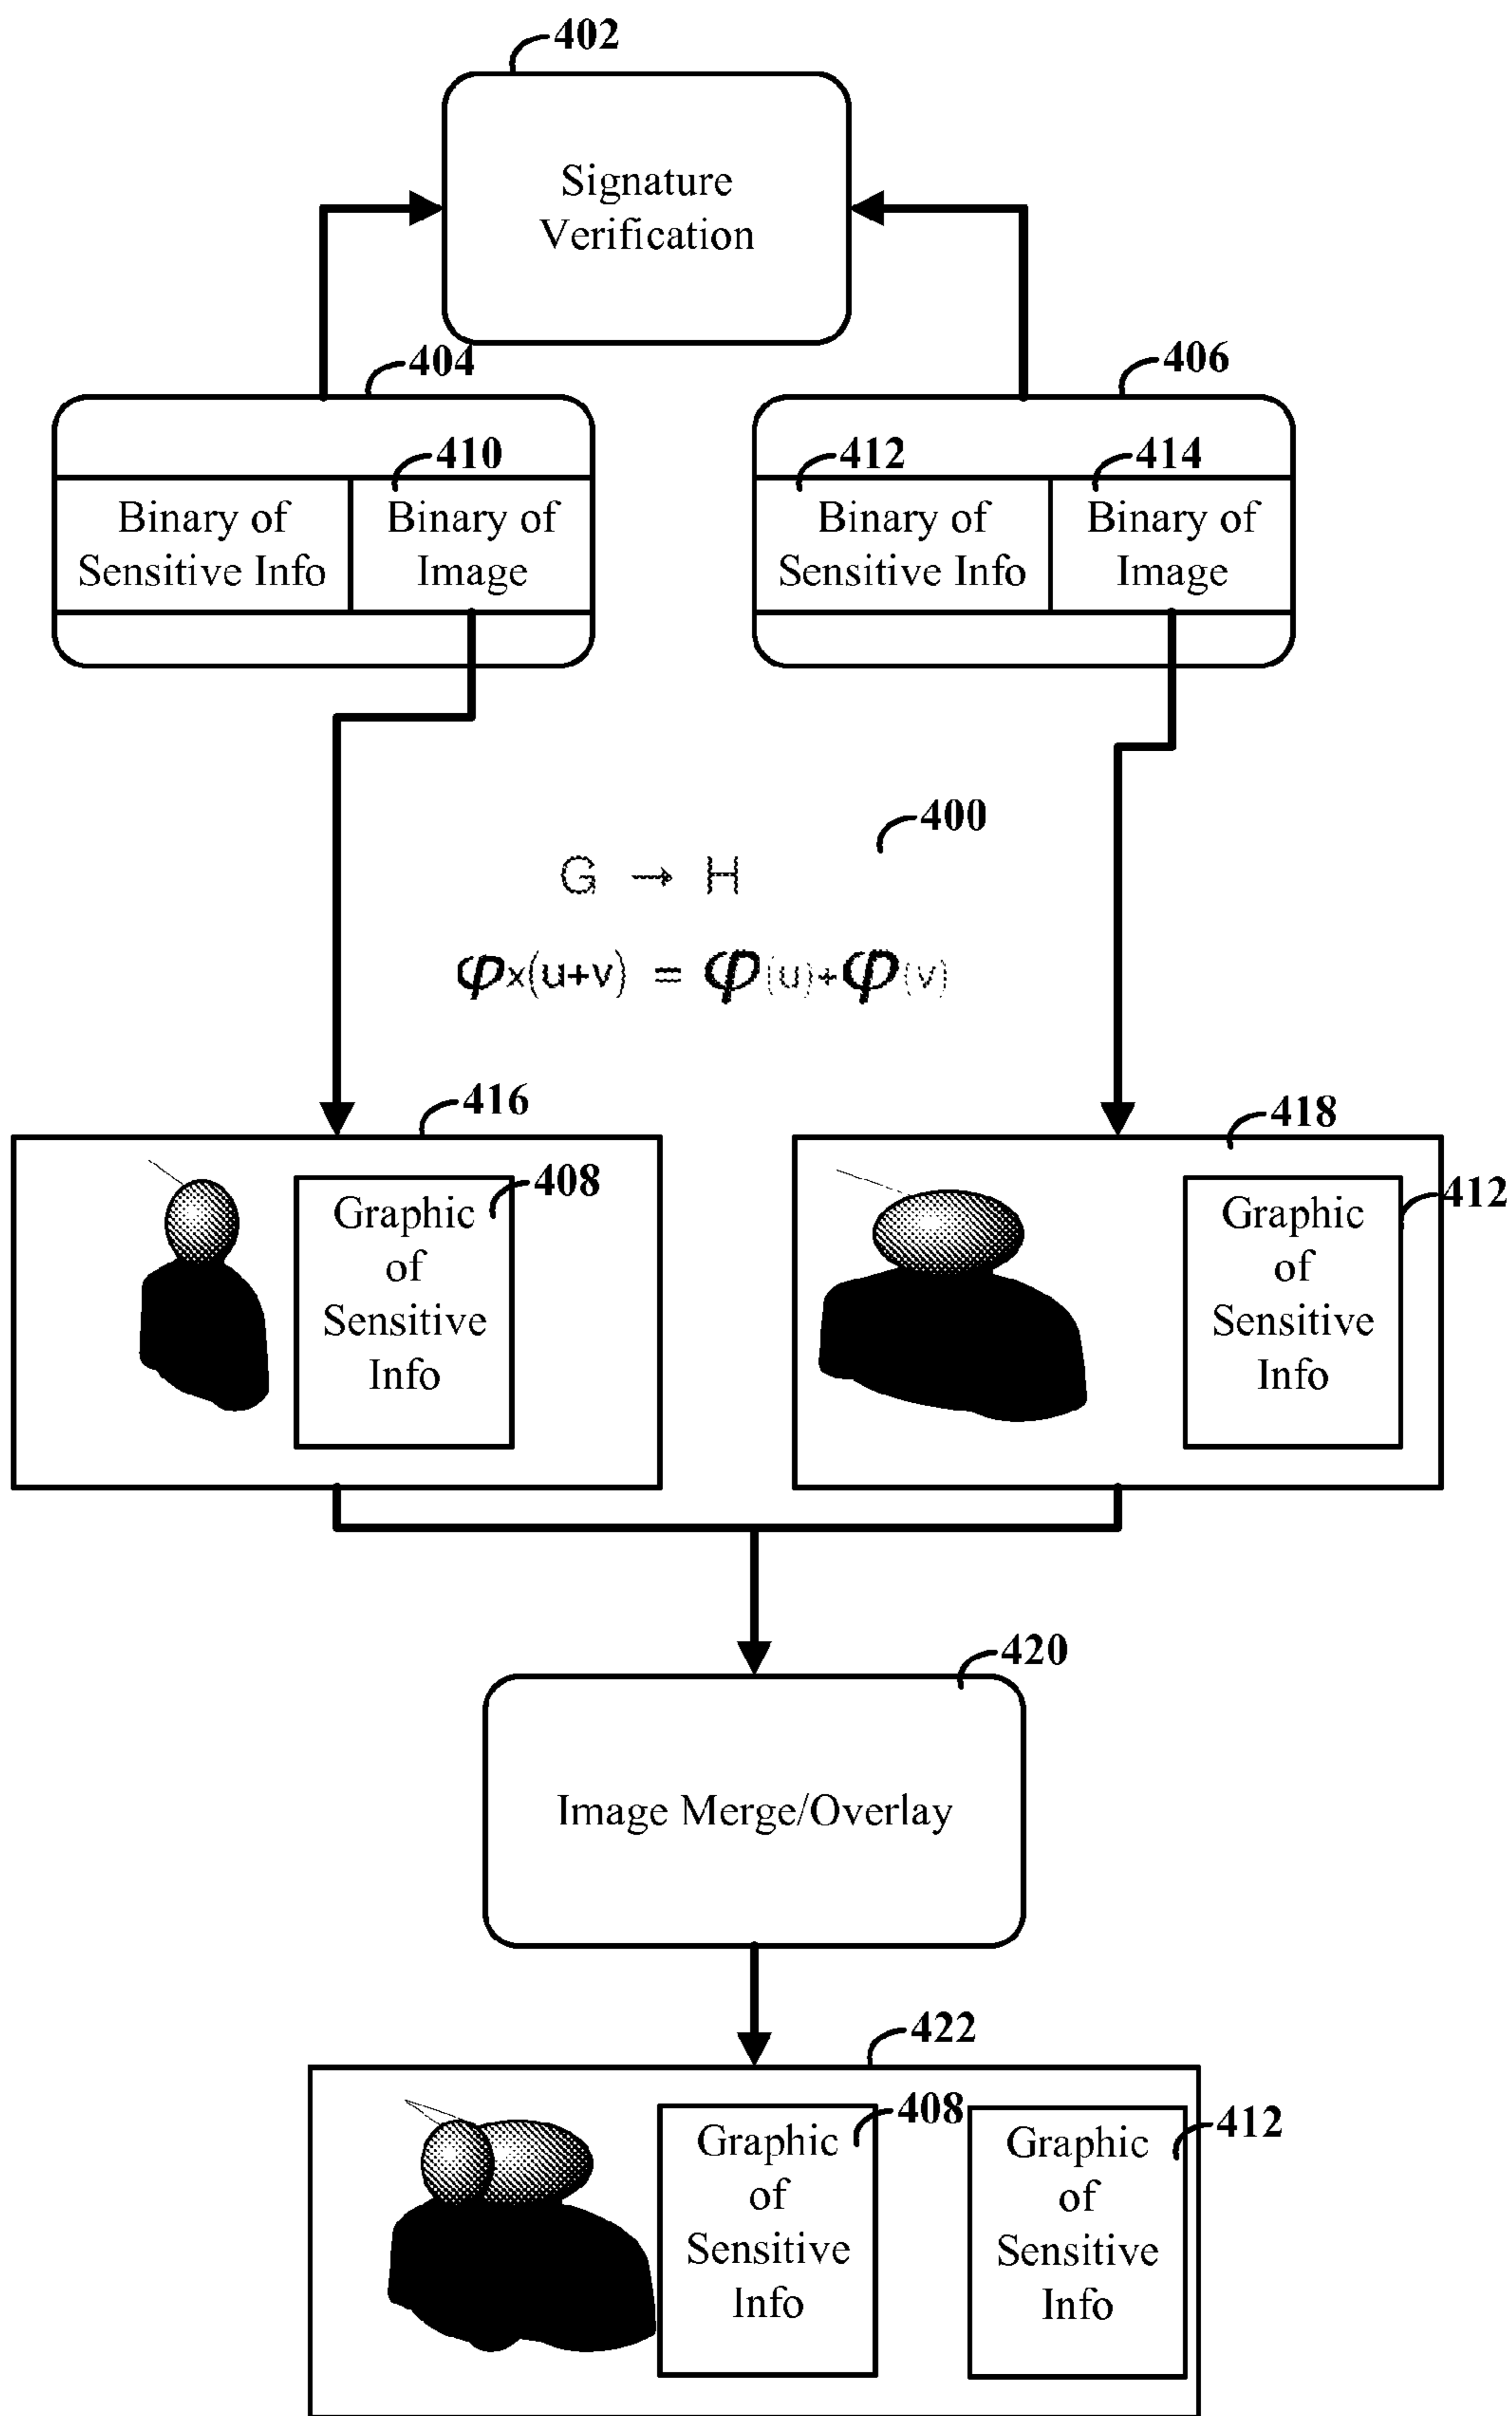 402
Signature
Verification
404
406
410
412
414
Binary of
Sensitive Info
Binary of
Image
Binary of
Sensitive Info
Binary of
Image
400
G → H
φx(u+v) = φ(u)+φ(v)
416
418
408
412
Graphic
of
Sensitive
Info
Graphic
of
Sensitive
Info
420
Image Merge/Overlay
422
408
412
Graphic
of
Sensitive
Info
Graphic
of
Sensitive
Info